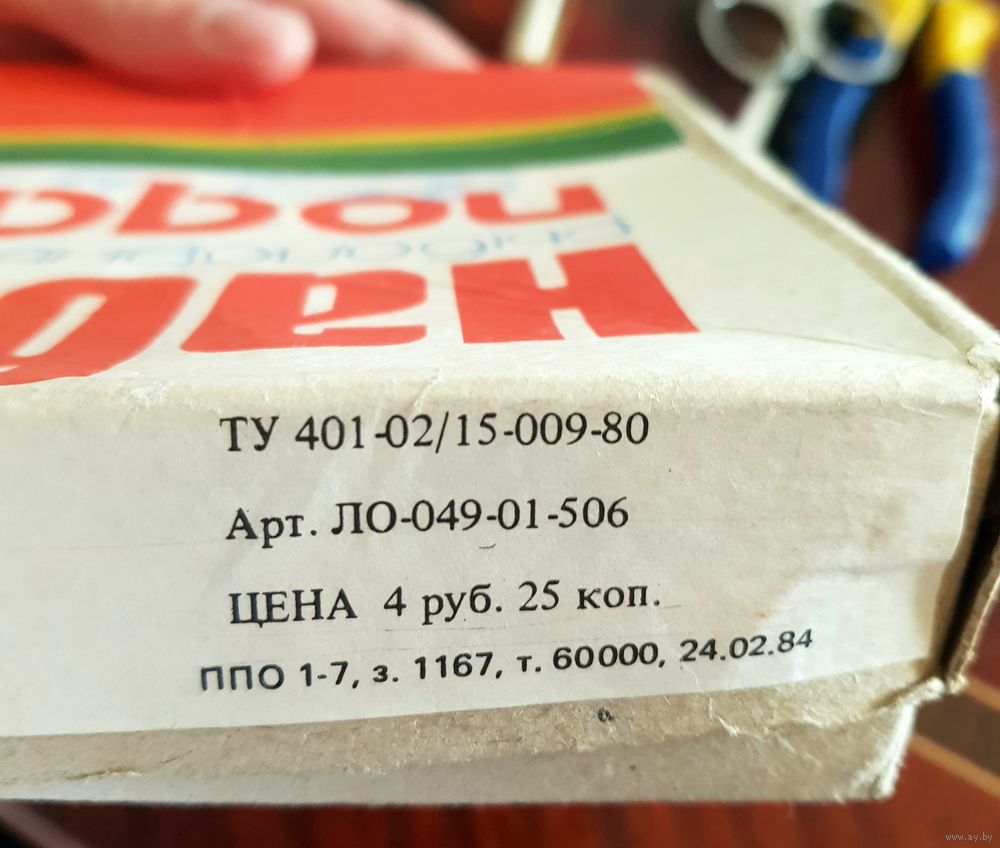 ТУ 401-02/15-009-80
Арт. ЛО-049-01-506
ЦЕНА 4 руб. 25 коп.
ППО 1-7, з. 1167, т. 60000, 24.02.84
www.ay.by